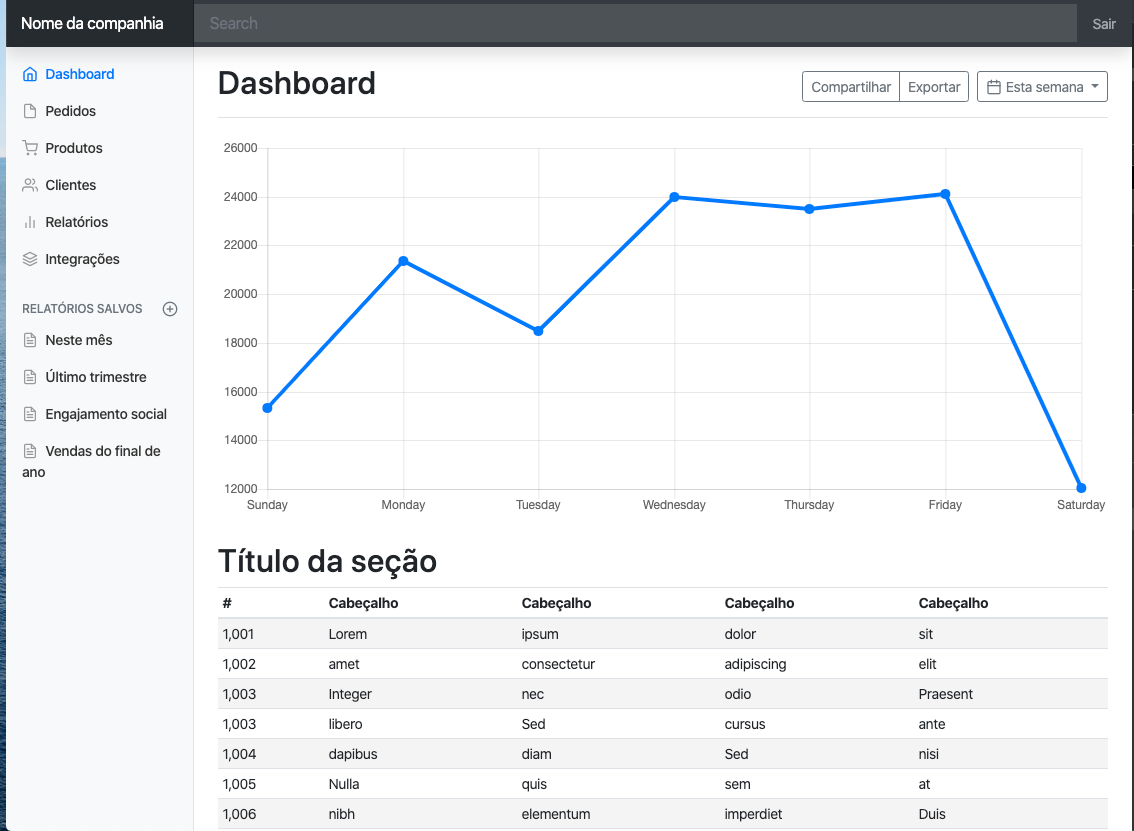 Nome da companhia
Search
Sair
Dashboard
Pedidos
Produtos
Clientes
Relatórios
Integrações
RELATÓRIOS SALVOS
Neste mês
Último trimestre
Engajamento social
Vendas do final de
ano
Dashboard
Compartilhar
Exportar
Esta semana
26000
24000
22000
20000
18000
16000
14000
12000
Sunday Monday Tuesday Wednesday Thursday Friday Saturday
Título da seção
# Cabeçalho Cabeçalho Cabeçalho Cabeçalho
1,001 Lorem ipsum dolor sit
1,002 amet consectetur adipiscing elit
1,003 Integer nec odio Praesent
1,003 libero Sed cursus ante
1,004 dapibus diam Sed nisi
1,005 Nulla quis sem at
1,006 nibh elementum imperdiet Duis